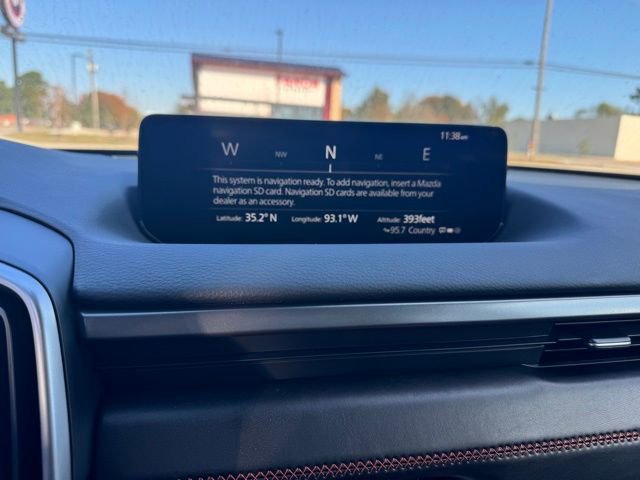 11:38 AM
W NW N NE E
This system is navigation ready. To add navigation, insert a Mazda
navigation SD card. Navigation SD cards are available from your
dealer as an accessory.
Latitude: 35.2° N Longitude: 93.1° W Altitude: 393feet
95.7 Country